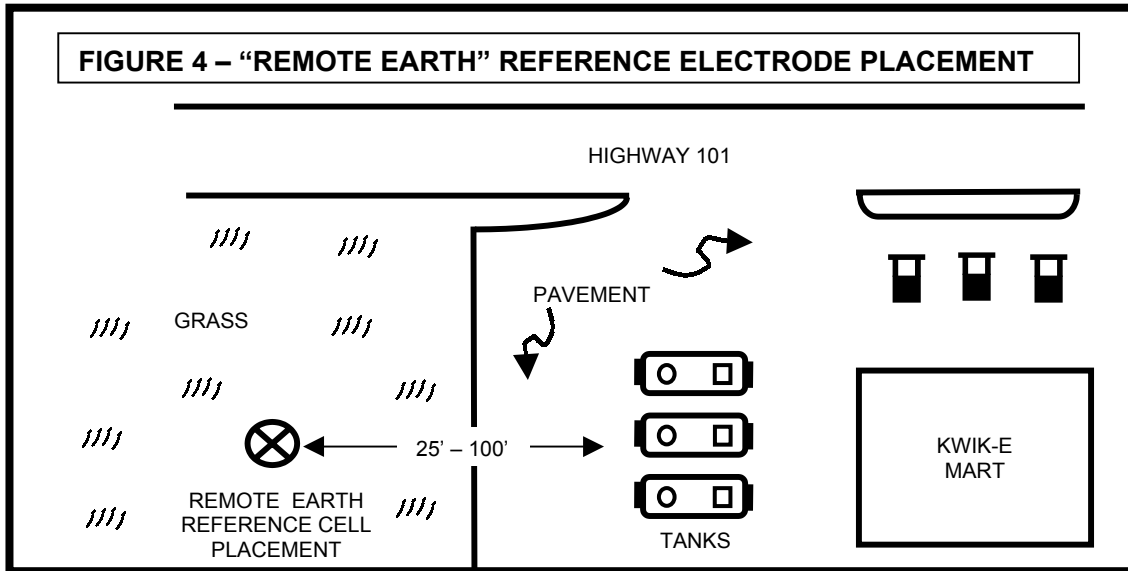 FIGURE 4 – “REMOTE EARTH” REFERENCE ELECTRODE PLACEMENT
HIGHWAY 101
PAVEMENT
GRASS
25’ – 100’
KWIK-E
MART
REMOTE EARTH
REFERENCE CELL
PLACEMENT
TANKS